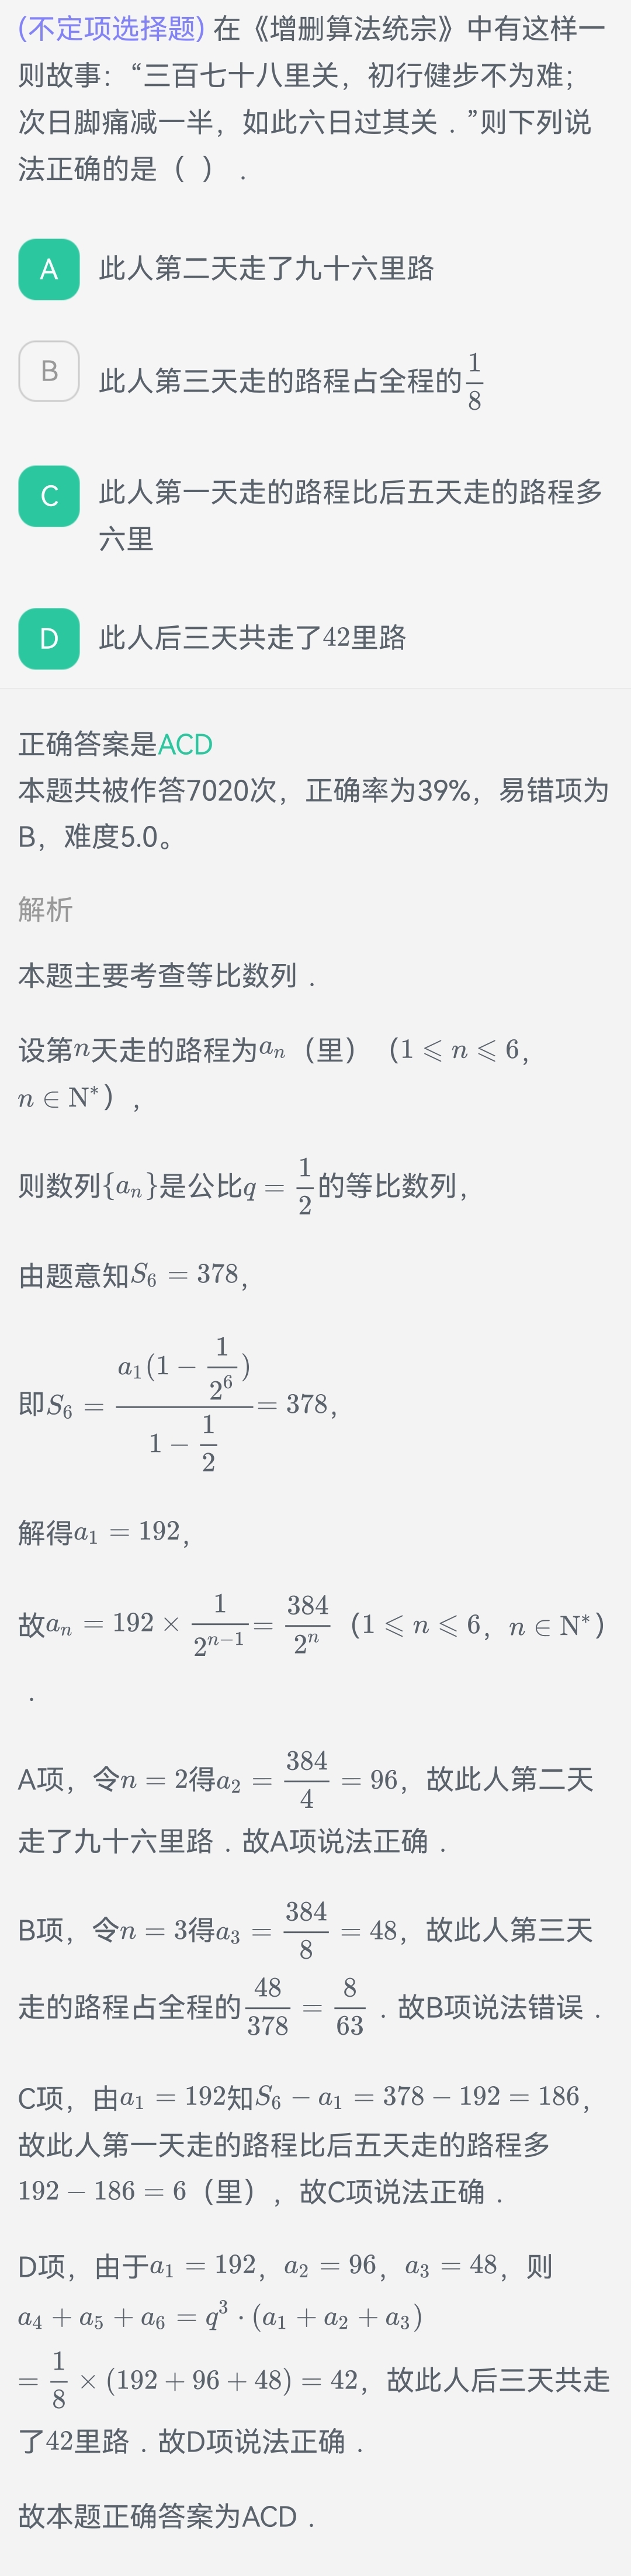 (不定项选择题) 在《增删算法统宗》中有这样一
则故事：“三百七十八里关，初行健步不为难；
次日脚痛减一半，如此六日过其关．”则下列说
法正确的是（ ）．
A 此人第二天走了九十六里路
B 此人第三天走的路程占全程的$\frac{1}{8}$
C 此人第一天走的路程比后五天走的路程多
六里
D 此人后三天共走了42里路
正确答案是ACD
本题共被作答7020次，正确率为39%，易错项为
B，难度5.0。
解析
本题主要考查等比数列．
设第$n$天走的路程为$a_n$（里）（$1 \leqslant n \leqslant 6$，
$n \in \mathrm{N}^*$），
则数列$\{a_n\}$是公比$q = \frac{1}{2}$的等比数列，
由题意知$S_6 = 378$，
即$S_6 = \frac{a_1(1 - \frac{1}{2^6})}{1 - \frac{1}{2}} = 378$，
解得$a_1 = 192$，
故$a_n = 192 \times \frac{1}{2^{n-1}} = \frac{384}{2^n}$（$1 \leqslant n \leqslant 6$，$n \in \mathrm{N}^*$）
．
A项，令$n = 2$得$a_2 = \frac{384}{4} = 96$，故此人第二天
走了九十六里路．故A项说法正确．
B项，令$n = 3$得$a_3 = \frac{384}{8} = 48$，故此人第三天
走的路程占全程的$\frac{48}{378} = \frac{8}{63}$．故B项说法错误．
C项，由$a_1 = 192$知$S_6 - a_1 = 378 - 192 = 186$，
故此人第一天走的路程比后五天走的路程多
$192 - 186 = 6$（里），故C项说法正确．
D项，由于$a_1 = 192$，$a_2 = 96$，$a_3 = 48$，则
$a_4 + a_5 + a_6 = q^3 \cdot (a_1 + a_2 + a_3)$
$= \frac{1}{8} \times (192 + 96 + 48) = 42$，故此人后三天共走
了42里路．故D项说法正确．
故本题正确答案为ACD．